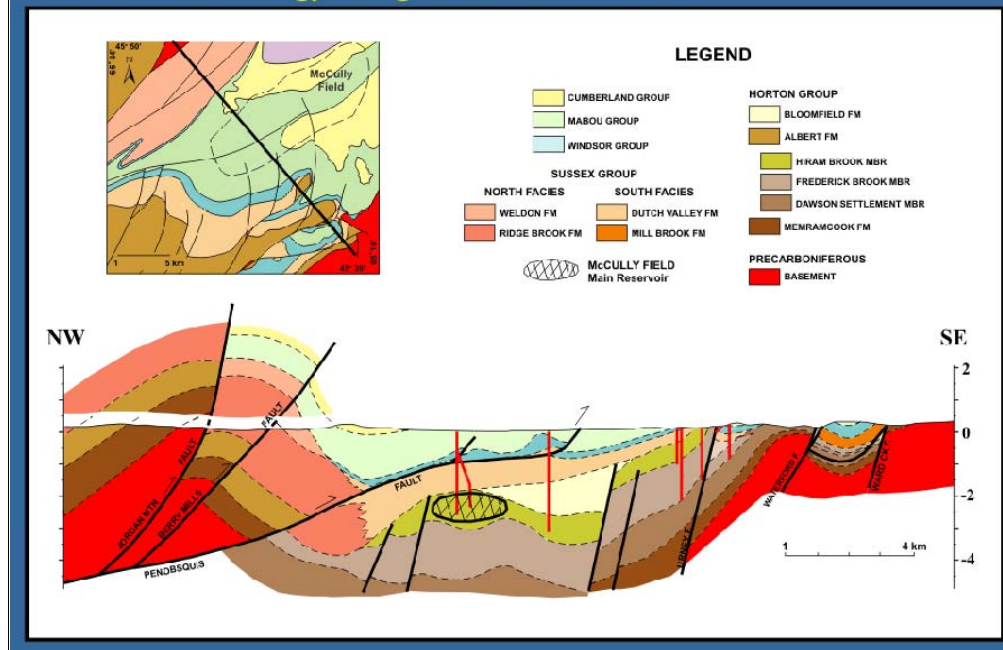 45° 50'
N
McCully
Field
1 5 km
LEGEND
CUMBERLAND GROUP
MABOU GROUP
WINDSOR GROUP
SUSSEX GROUP
NORTH FACIES
SOUTH FACIES
WELDON FM
DUTCH VALLEY FM
RIDGE BROOK FM
MILL BROOK FM
McCULLY FIELD
Main Reservoir
HORTON GROUP
BLOOMFIELD FM
ALBERT FM
HIRAM BROOK MBR
FREDERICK BROOK MBR
DAWSON SETTLEMENT MBR
MEMRAMCOOK FM
PRECARBONIFEROUS
BASEMENT
NW
SE
2
0
-2
-4
JORDAN MTN FAULT
BERRY MILLS FAULT
PENOBSQUIS FAULT
URNEY F.
WATERFORD F.
WARD CK F.
1 4 km